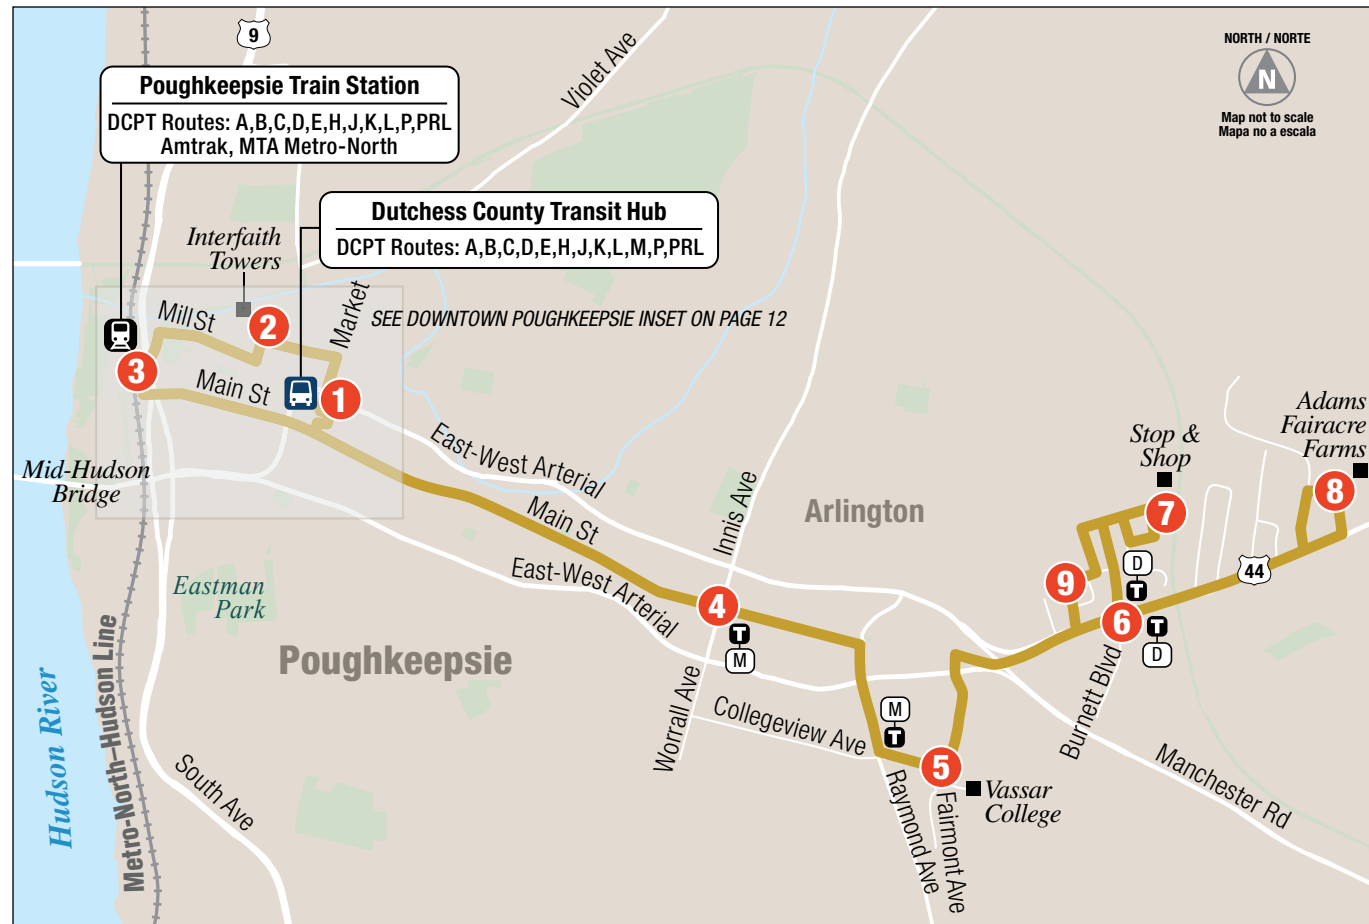 9
Violet Ave
NORTH / NORTE
N
Map not to scale
Mapa no a escala
Poughkeepsie Train Station
DCPT Routes: A,B,C,D,E,H,J,K,L,P,PRL
Amtrak, MTA Metro-North
Dutchess County Transit Hub
DCPT Routes: A,B,C,D,E,H,J,K,L,M,P,PRL
Interfaith
Towers
Mill St
2
Market
SEE DOWNTOWN POUGHKEEPSIE INSET ON PAGE 12
3
Main St
1
Mid-Hudson
Bridge
East-West Arterial
Main St
Innis Ave
Arlington
Stop &
Shop
7
Adams
Fairacre
Farms
8
44
9
D
T
6
T
D
East-West Arterial
4
T
M
Eastman
Park
Poughkeepsie
Worrall Ave
Collegeview Ave
M
T
5
Burnett Blvd
Manchester Rd
Vassar
College
Raymond Ave
Fairmont Ave
South Ave
Metro-North–Hudson Line
Hudson River